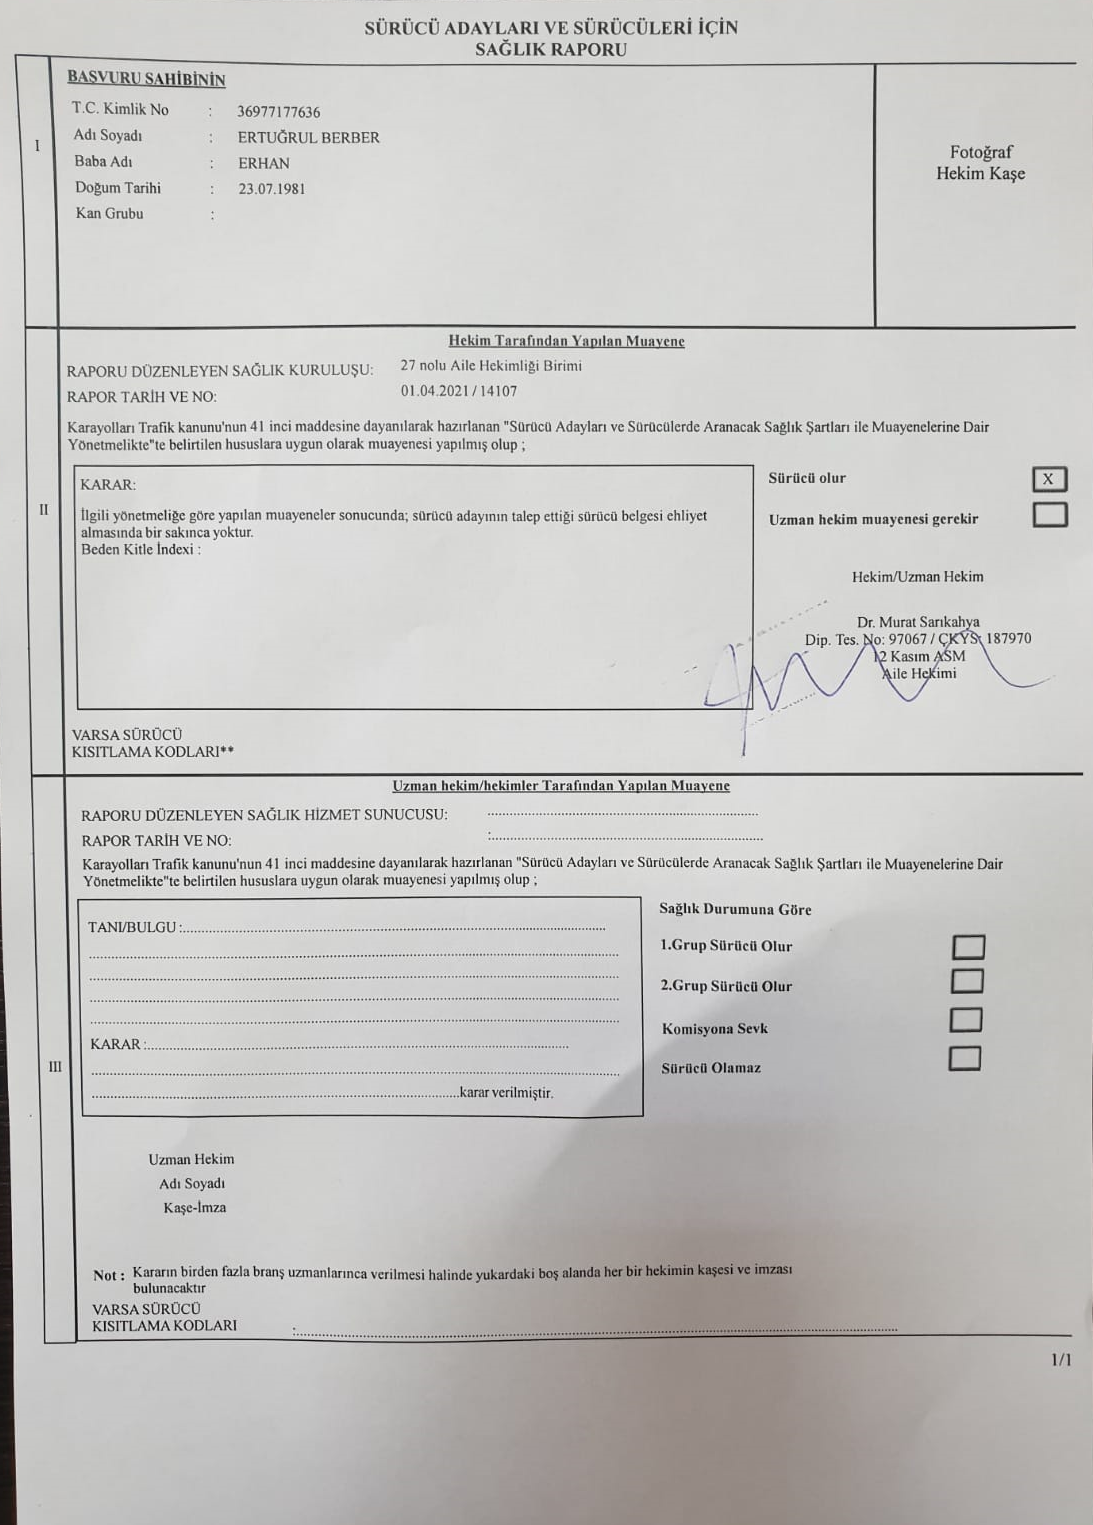 SÜRÜCÜ ADAYLARI VE SÜRÜCÜLERİ İÇİN
SAĞLIK RAPORU
I
BAŞVURU SAHİBİNİN
T.C. Kimlik No : 36977177636
Adı Soyadı : ERTUĞRUL BERBER
Baba Adı : ERHAN
Doğum Tarihi : 23.07.1981
Kan Grubu :
Fotoğraf
Hekim Kaşe
II
Hekim Tarafından Yapılan Muayene
RAPORU DÜZENLEYEN SAĞLIK KURULUŞU: 27 nolu Aile Hekimliği Birimi
RAPOR TARİH VE NO: 01.04.2021 / 14107
Karayolları Trafik kanunu'nun 41 inci maddesine dayanılarak hazırlanan "Sürücü Adayları ve Sürücülerde Aranacak Sağlık Şartları ile Muayenelerine Dair
Yönetmelikte"te belirtilen hususlara uygun olarak muayenesi yapılmış olup ;
KARAR:
İlgili yönetmeliğe göre yapılan muayeneler sonucunda; sürücü adayının talep ettiği sürücü belgesi ehliyet
almasında bir sakınca yoktur.
Beden Kitle İndexi :
Sürücü olur X
Uzman hekim muayenesi gerekir
Hekim/Uzman Hekim
Dr. Murat Sarıkahya
Dip. Tes. No: 97067 / ÇKYS: 187970
12 Kasım ASM
Aile Hekimi
VARSA SÜRÜCÜ
KISITLAMA KODLARI**
III
Uzman hekim/hekimler Tarafından Yapılan Muayene
RAPORU DÜZENLEYEN SAĞLIK HİZMET SUNUCUSU: ........................................
RAPOR TARİH VE NO: :........................................
Karayolları Trafik kanunu'nun 41 inci maddesine dayanılarak hazırlanan "Sürücü Adayları ve Sürücülerde Aranacak Sağlık Şartları ile Muayenelerine Dair
Yönetmelikte"te belirtilen hususlara uygun olarak muayenesi yapılmış olup ;
TANI/BULGU :........................................
KARAR :........................................
........................................karar verilmiştir.
Sağlık Durumuna Göre
1.Grup Sürücü Olur
2.Grup Sürücü Olur
Komisyona Sevk
Sürücü Olamaz
Uzman Hekim
Adı Soyadı
Kaşe-İmza
Not : Kararın birden fazla branş uzmanlarınca verilmesi halinde yukardaki boş alanda her bir hekimin kaşesi ve imzası
bulunacaktır
VARSA SÜRÜCÜ
KISITLAMA KODLARI :........................................
1/1